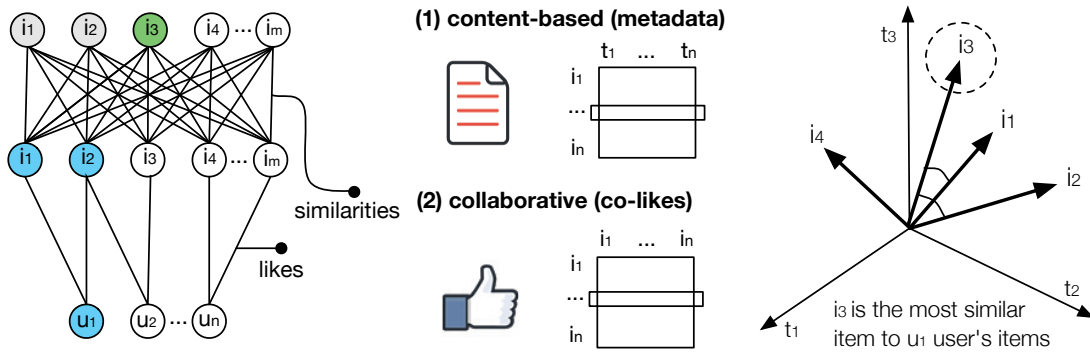 i1 i2 i3 i4 ... im
i1 i2 i3 i4 ... im
similarities
likes
u1 u2 ... un
(1) content-based (metadata)
t1 ... tn
i1
...
in
(2) collaborative (co-likes)
i1 ... in
i1
...
in
t3
i3
i1
i4
i2
t2
t1
i3 is the most similar
item to u1 user's items